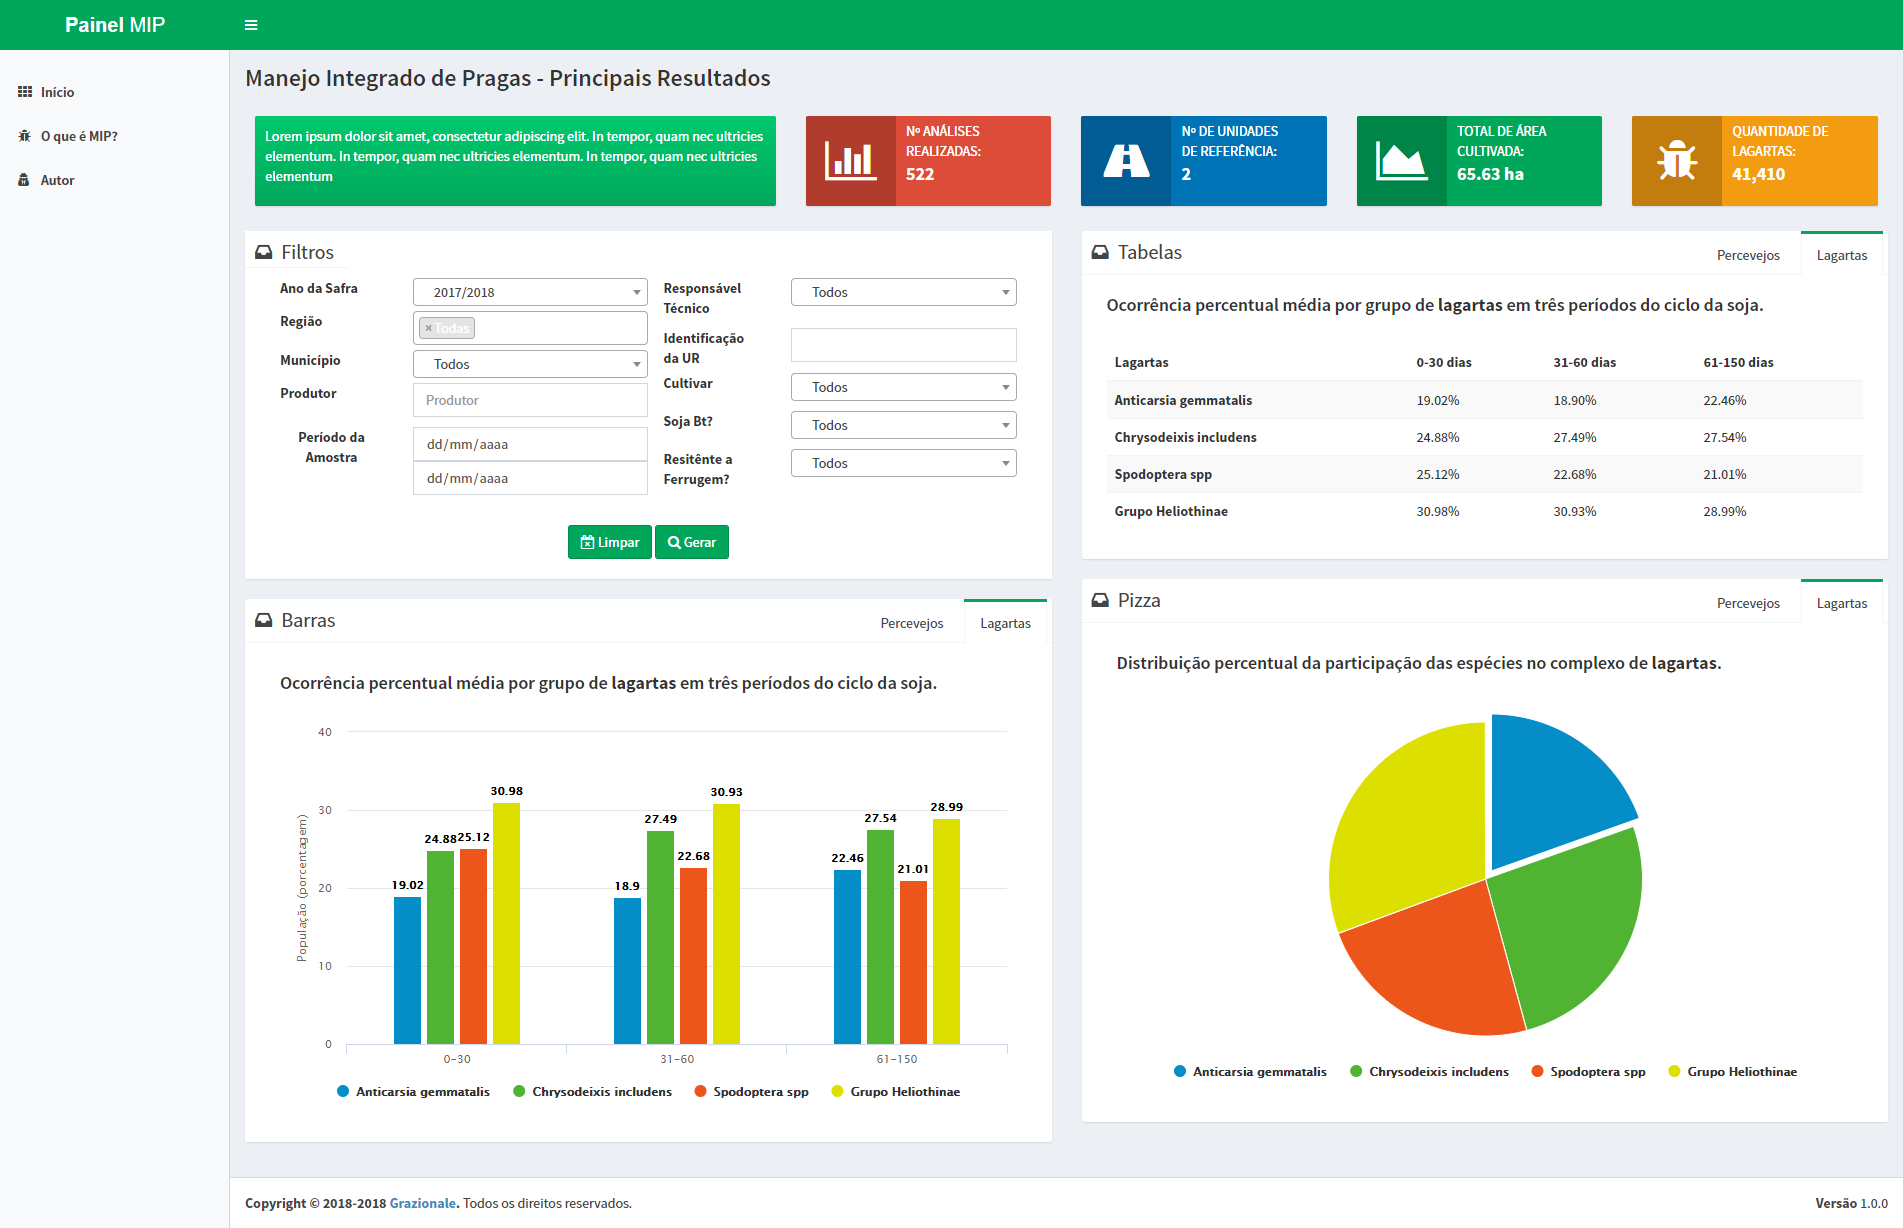 Painel MIP
Início
O que é MIP?
Autor
Manejo Integrado de Pragas - Principais Resultados
Lorem ipsum dolor sit amet, consectetur adipiscing elit. In tempor, quam nec ultricies
elementum. In tempor, quam nec ultricies elementum. In tempor, quam nec ultricies
elementum
Nº ANÁLISES
REALIZADAS:
522
Nº DE UNIDADES
DE REFERÊNCIA:
2
TOTAL DE ÁREA
CULTIVADA:
65.63 ha
QUANTIDADE DE
LAGARTAS:
41,410
Filtros
Ano da Safra
2017/2018
Região
× Todas
Município
Todos
Produtor
Produtor
Período da
Amostra
dd/mm/aaaa
dd/mm/aaaa
Responsável
Técnico
Todos
Identificação
da UR
Cultivar
Todos
Soja Bt?
Todos
Resitênte a
Ferrugem?
Todos
Limpar
Gerar
Tabelas
Percevejos
Lagartas
Ocorrência percentual média por grupo de lagartas em três períodos do ciclo da soja.
Lagartas 0-30 dias 31-60 dias 61-150 dias
Anticarsia gemmatalis 19.02% 18.90% 22.46%
Chrysodeixis includens 24.88% 27.49% 27.54%
Spodoptera spp 25.12% 22.68% 21.01%
Grupo Heliothinae 30.98% 30.93% 28.99%
Barras
Percevejos
Lagartas
Ocorrência percentual média por grupo de lagartas em três períodos do ciclo da soja.
População (porcentagem)
40
30
20
10
0
19.02
24.88
25.12
30.98
18.9
27.49
22.68
30.93
22.46
27.54
21.01
28.99
0-30
31-60
61-150
Anticarsia gemmatalis
Chrysodeixis includens
Spodoptera spp
Grupo Heliothinae
Pizza
Percevejos
Lagartas
Distribuição percentual da participação das espécies no complexo de lagartas.
Anticarsia gemmatalis
Chrysodeixis includens
Spodoptera spp
Grupo Heliothinae
Copyright © 2018-2018 Grazionale. Todos os direitos reservados.
Versão 1.0.0